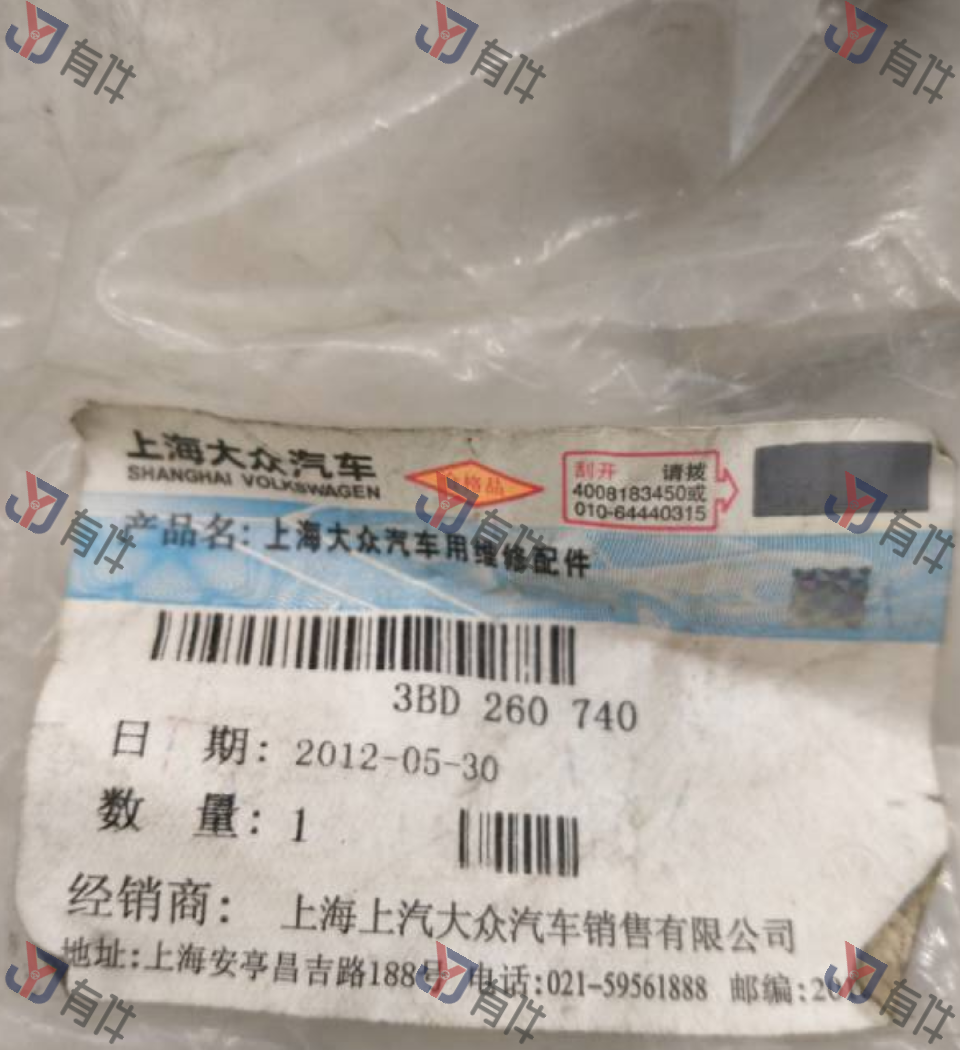 有件 有件 有件
上海大众汽车
SHANGHAI VOLKSWAGEN
格品
刮开 请拨
4008183450或
010-64440315
有件 有件 有件
产品名: 上海大众汽车用维修配件
3BD 260 740
日 期: 2012-05-30
数 量: 1
经销商: 上海上汽大众汽车销售有限公司
地址:上海安亭昌吉路188号 电话:021-59561888 邮编:20
有件 有件 有件